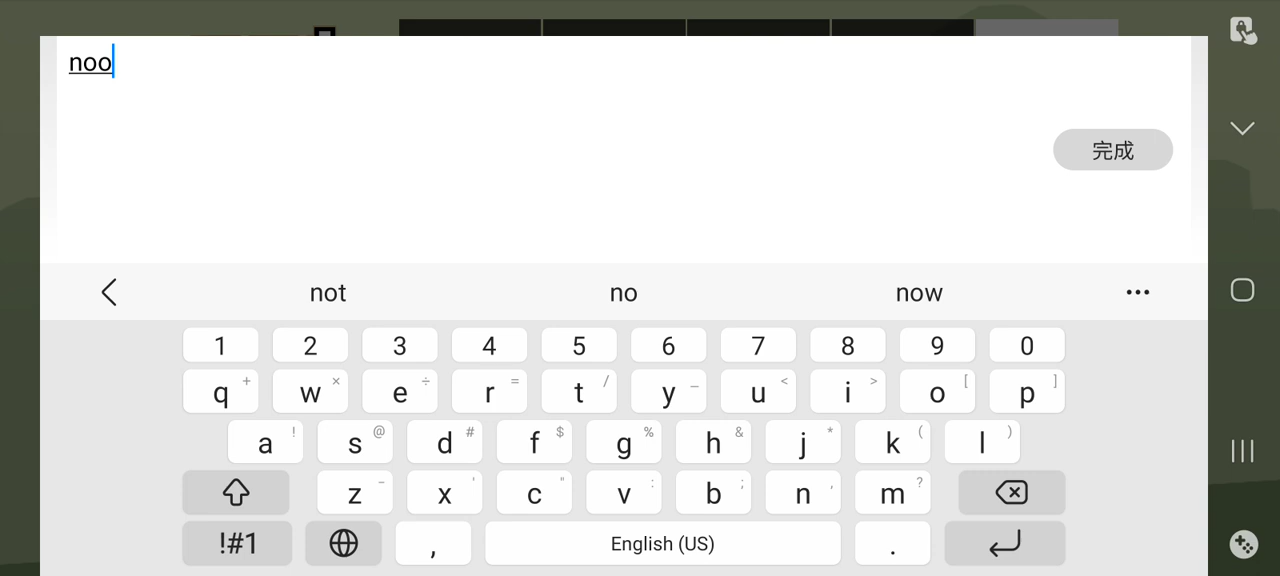 noo
完成
not no now
1 2 3 4 5 6 7 8 9 0
q + w × e ÷ r = t / y _ u < i > o [ p ]
a ! s @ d # f $ g % h & j * k ( l )
z - x ' c " v : b ; n , m ?
!#1 , English (US) .